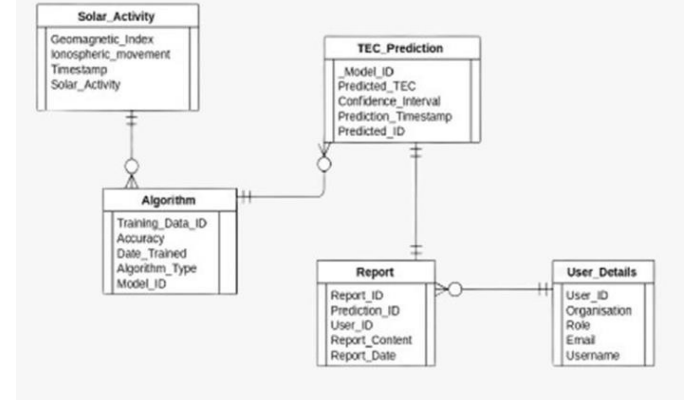 Solar_Activity
Geomagnetic_Index
Ionospheric_movement
Timestamp
Solar_Activity
TEC_Prediction
_Model_ID
Predicted_TEC
Confidence_Interval
Prediction_Timestamp
Predicted_ID
Algorithm
Training_Data_ID
Accuracy
Date_Trained
Algorithm_Type
Model_ID
Report
Report_ID
Prediction_ID
User_ID
Report_Content
Report_Date
User_Details
User_ID
Organisation
Role
Email
Username